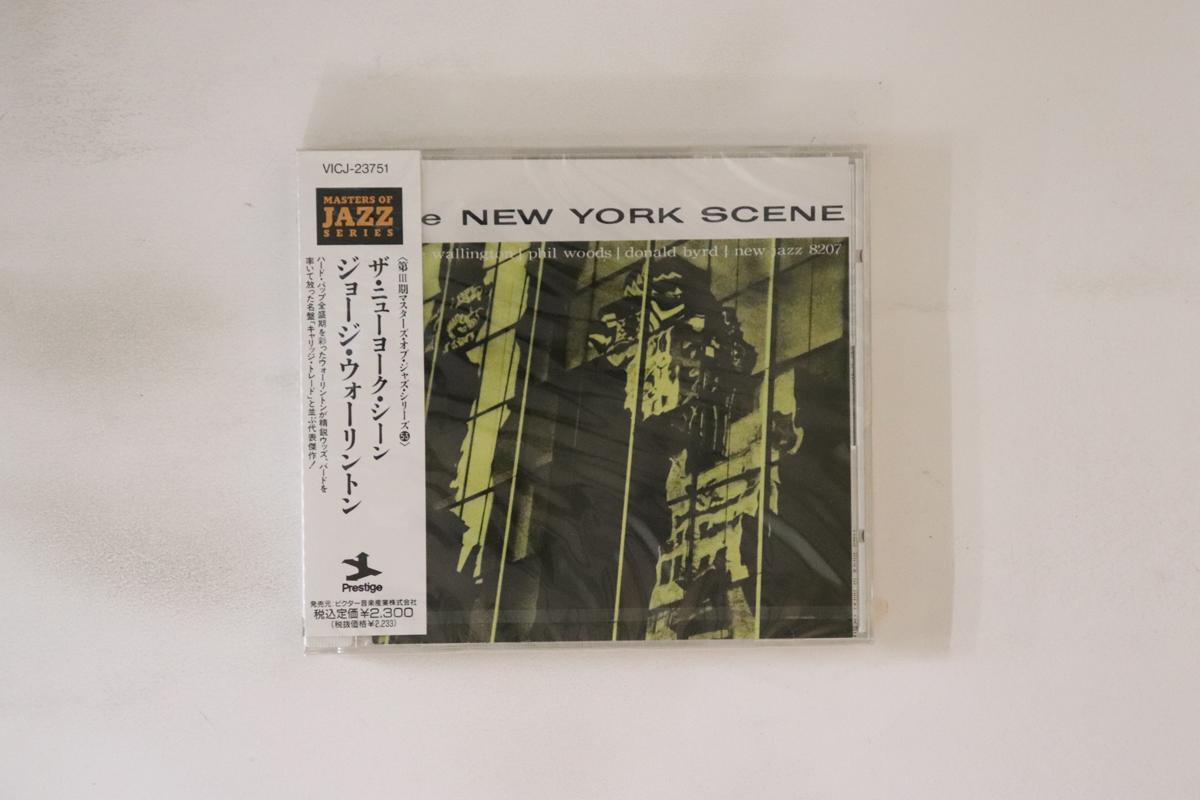 VICJ-23751
MASTERS OF
JAZZ
SERIES
〈第III期マスターズ・オブ・ジャズ・シリーズ53〉
ザ・ニューヨーク・シーン
ジョージ・ウォーリントン
ハード・バップ全盛期を彩ったウォーリントンが精鋭ウッズ、バードを
率いて放った名盤「キャリッジ・トレード」と並ぶ代表傑作！
Prestige
発売元：ビクター音楽産業株式会社
税込定価¥2,300
(税抜価格¥2,233)
e NEW YORK SCENE
wallington | phil woods | donald byrd | new jazz 8207